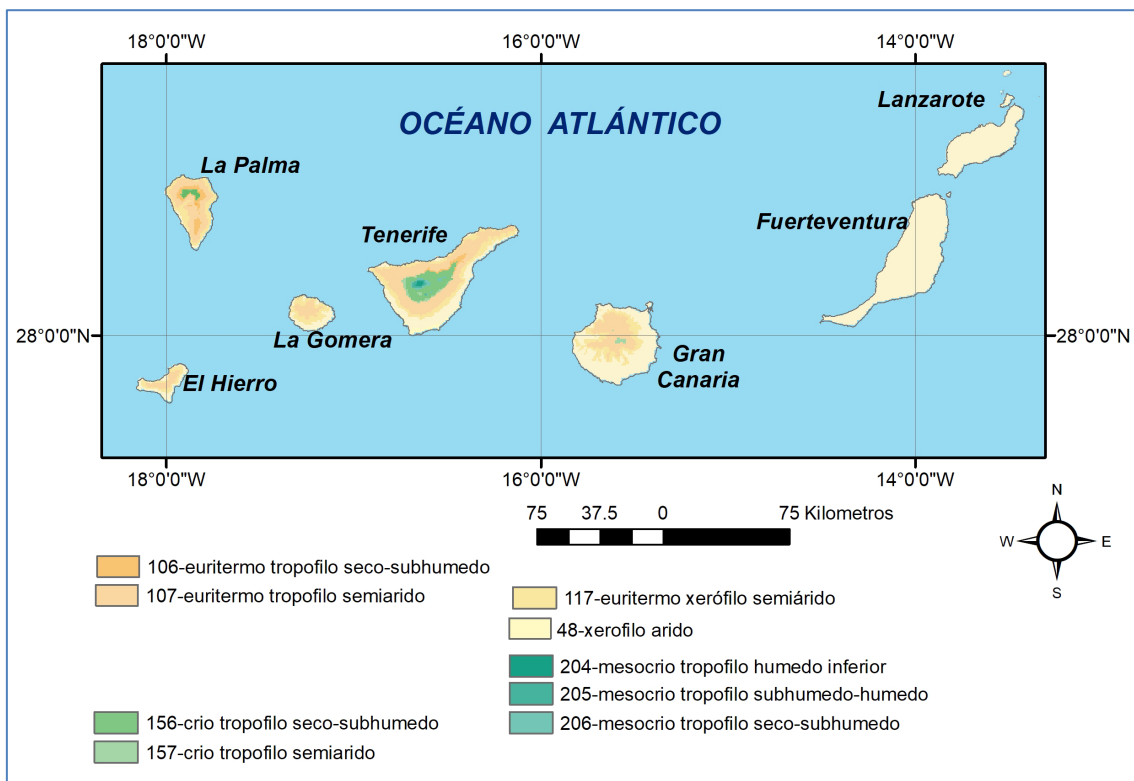 18°0'0"W 16°0'0"W 14°0'0"W
Lanzarote
OCÉANO ATLÁNTICO
La Palma
Fuerteventura
Tenerife
28°0'0"N 28°0'0"N
La Gomera
Gran
Canaria
El Hierro
18°0'0"W 16°0'0"W 14°0'0"W
75 37.5 0 75 Kilometros
N
W E
S
106-euritermo tropofilo seco-subhumedo
107-euritermo tropofilo semiarido
117-euritermo xerófilo semiárido
48-xerofilo arido
204-mesocrio tropofilo humedo inferior
205-mesocrio tropofilo subhumedo-humedo
206-mesocrio tropofilo seco-subhumedo
156-crio tropofilo seco-subhumedo
157-crio tropofilo semiarido